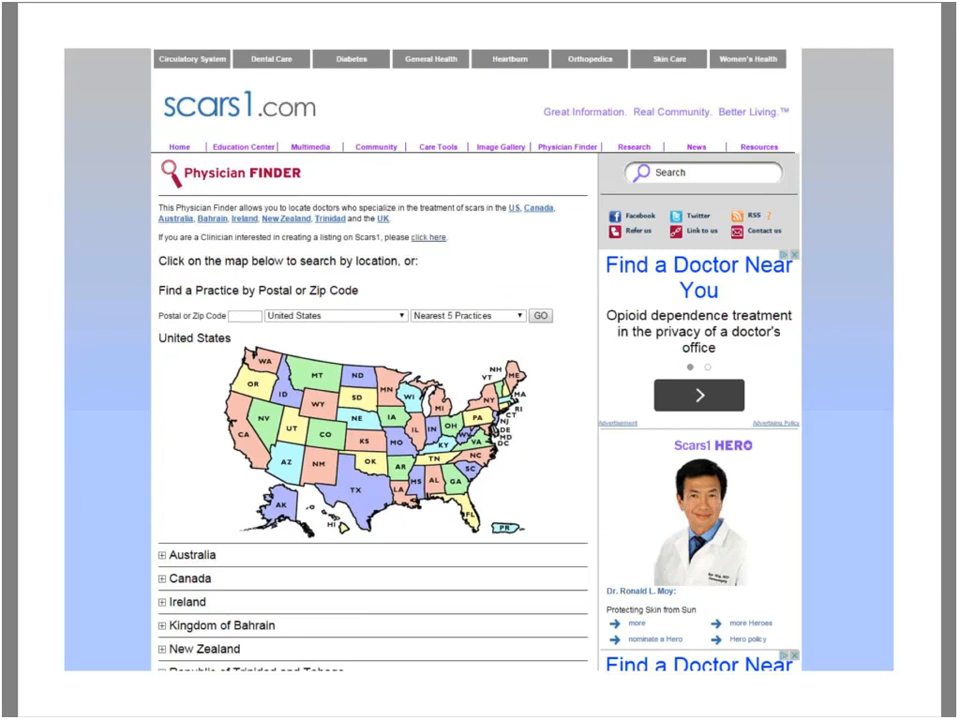 Circulatory System Dental Care Diabetes General Health Heartburn Orthopedics Skin Care Women's Health
scars1.com
Great Information. Real Community. Better Living.™
Home Education Center Multimedia Community Care Tools Image Gallery Physician Finder Research News Resources
Physician FINDER
This Physician Finder allows you to locate doctors who specialize in the treatment of scars in the US, Canada,
Australia, Bahrain, Ireland, New Zealand, Trinidad and the UK.
If you are a Clinician interested in creating a listing on Scars1, please click here.
Click on the map below to search by location, or:
Find a Practice by Postal or Zip Code
Postal or Zip Code United States Nearest 5 Practices GO
United States
WA
MT
ND
MN
OR
ID
WY
SD
WI
MI
NH
VT
ME
NY
MA
RI
CT
NJ
DE
MD
DC
NV
UT
CO
NE
IA
IL
IN
OH
PA
WV
VA
CA
KS
MO
KY
NC
TN
AZ
NM
OK
AR
SC
MS
AL
GA
TX
LA
FL
AK
HI
PR
Australia
Canada
Ireland
Kingdom of Bahrain
New Zealand
Republic of Trinidad and Tobago
Search
Facebook Twitter RSS ?
Refer us Link to us Contact us
Find a Doctor Near
You
Opioid dependence treatment
in the privacy of a doctor's
office
Advertisement Advertising Policy
Scars1 HERO
Dr. Ronald L. Moy:
Protecting Skin from Sun
more more Heroes
nominate a Hero Hero policy
Find a Doctor Near